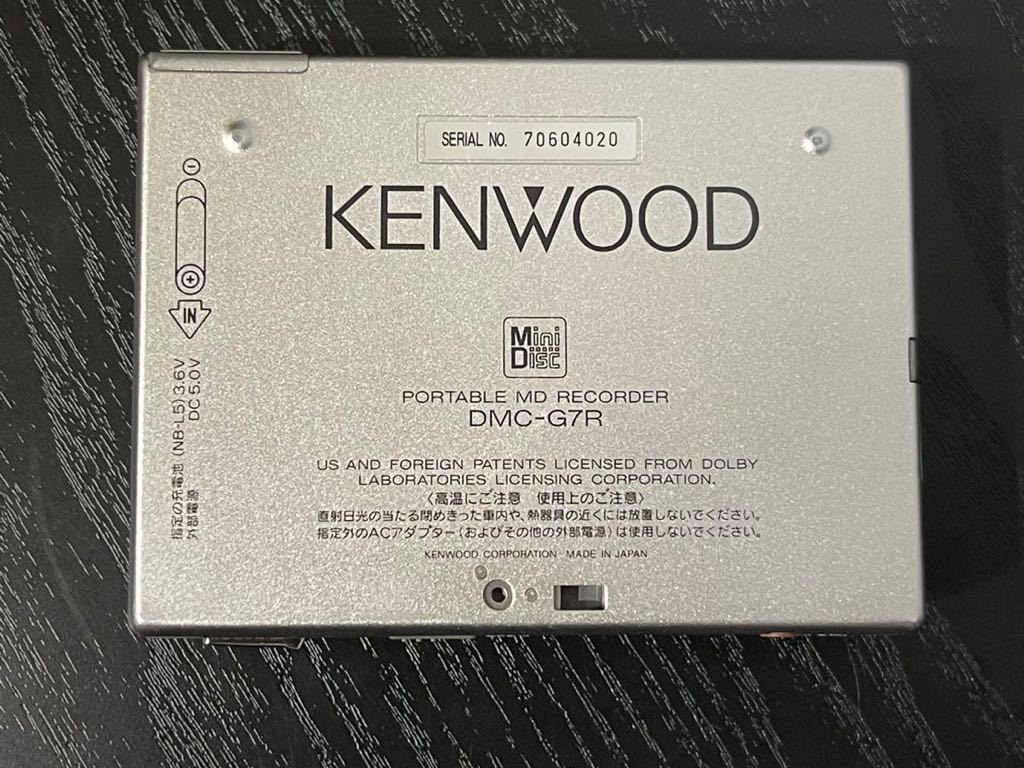 SERIAL NO. 70604020
KENWOOD
Mini
Disc
PORTABLE MD RECORDER
DMC-G7R
US AND FOREIGN PATENTS LICENSED FROM DOLBY
LABORATORIES LICENSING CORPORATION.
〈高温にご注意 使用上のご注意〉
直射日光の当たる閉めきった車内や、熱器具の近くには放置しないでください。
指定外のACアダプター(およびその他の外部電源)は使用しないでください。
KENWOOD CORPORATION MADE IN JAPAN
⊖
⊕
IN
指定の充電池 (NB-L5) 3.6V
外部電源 DC 5.0V